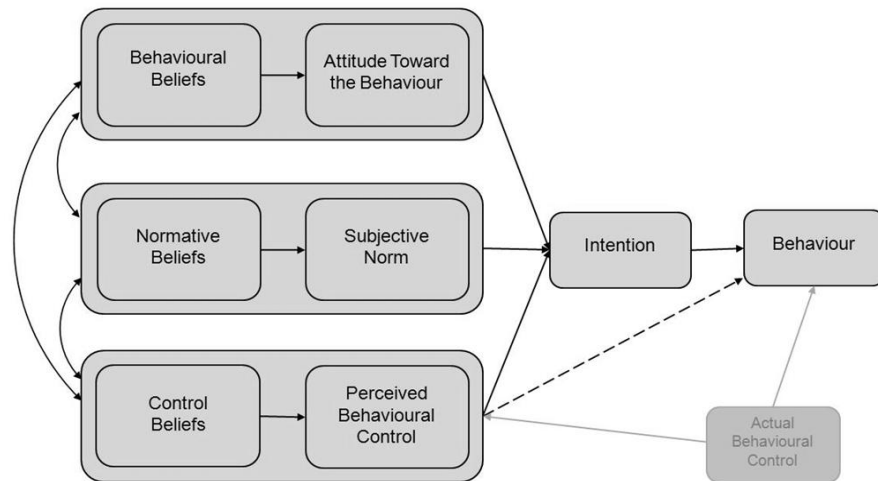 Behavioural
Beliefs
Attitude Toward
the Behaviour
Normative
Beliefs
Subjective
Norm
Intention
Behaviour
Control
Beliefs
Perceived
Behavioural
Control
Actual
Behavioural
Control